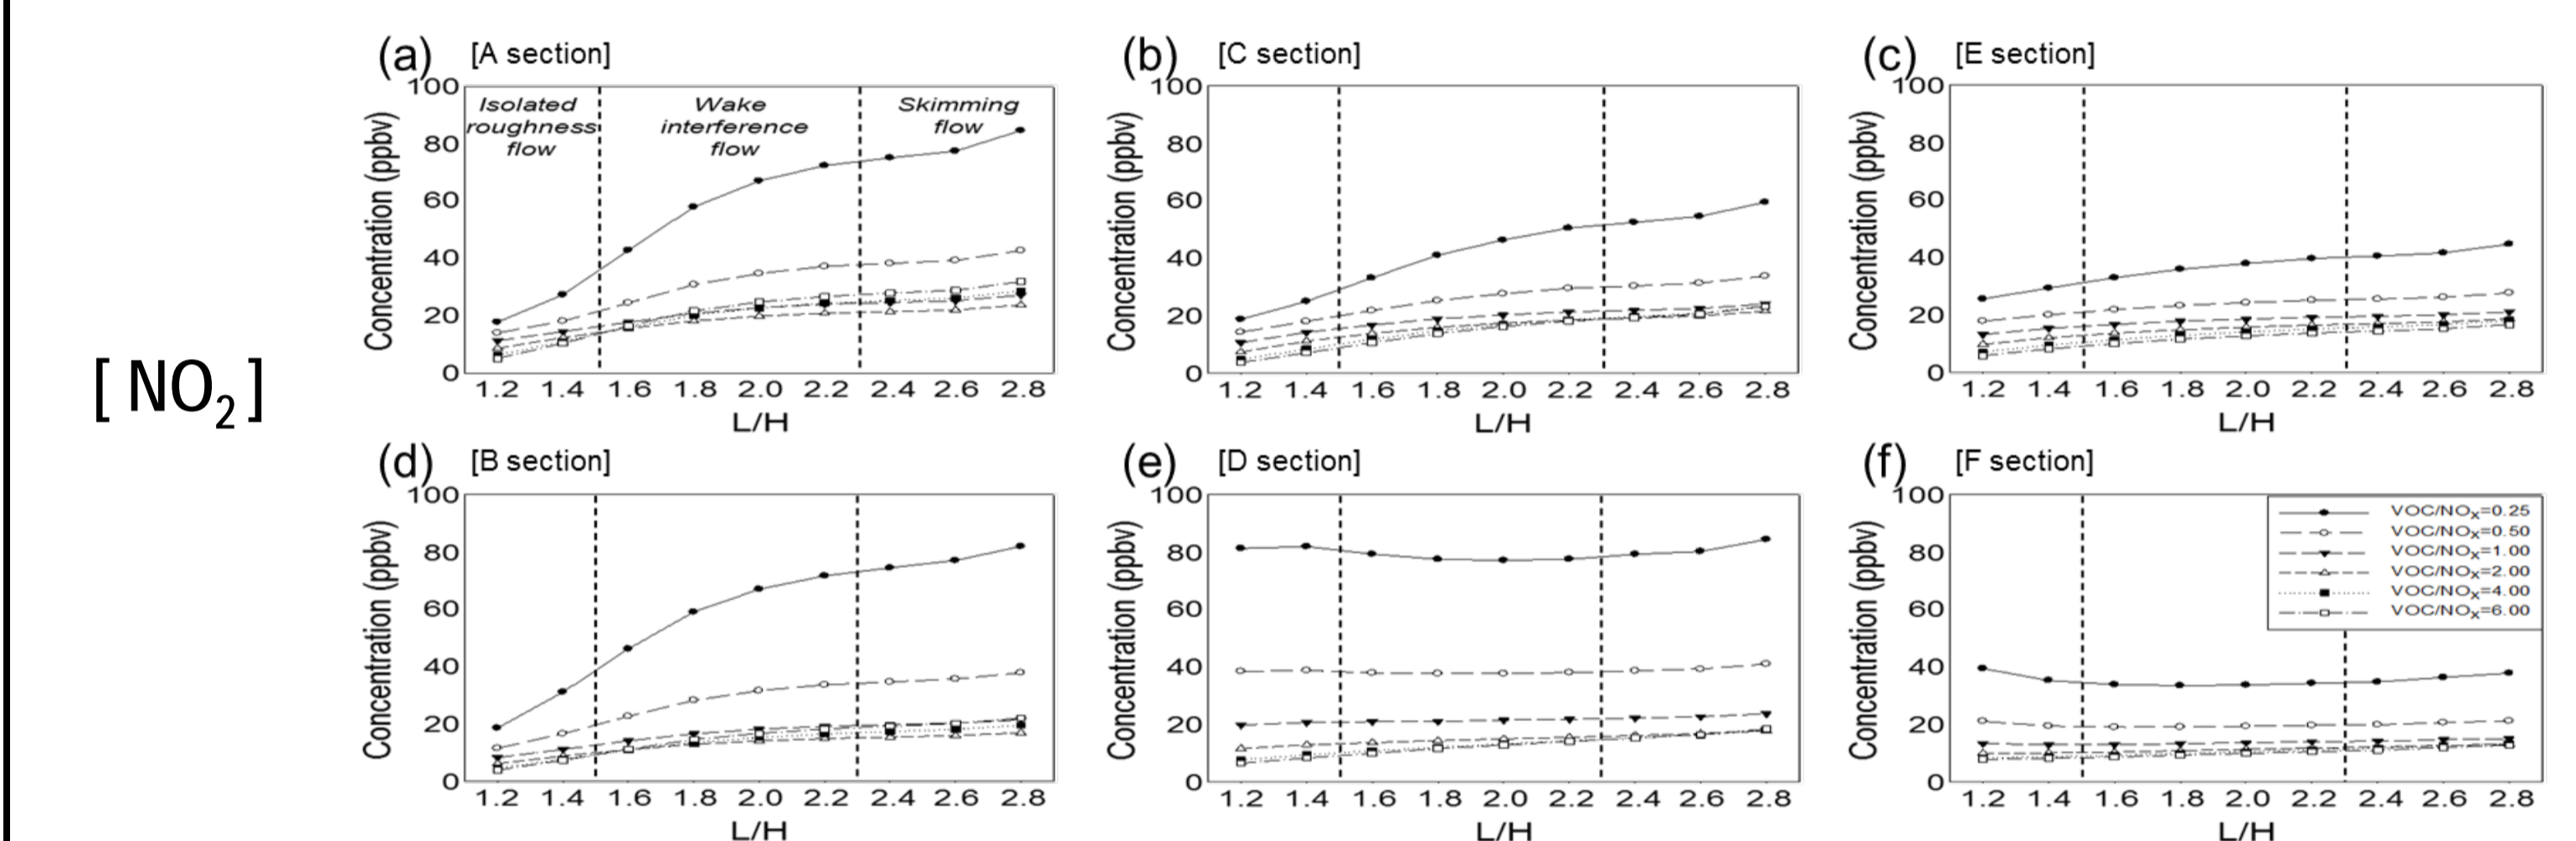 [ NO2 ]
(a) [A section]
Concentration (ppbv)
100
80
60
40
20
0
Isolated roughness flow
Wake interference flow
Skimming flow
1.2 1.4 1.6 1.8 2.0 2.2 2.4 2.6 2.8
L/H
(b) [C section]
Concentration (ppbv)
100
80
60
40
20
0
1.2 1.4 1.6 1.8 2.0 2.2 2.4 2.6 2.8
L/H
(c) [E section]
Concentration (ppbv)
100
80
60
40
20
0
1.2 1.4 1.6 1.8 2.0 2.2 2.4 2.6 2.8
L/H
(d) [B section]
Concentration (ppbv)
100
80
60
40
20
0
1.2 1.4 1.6 1.8 2.0 2.2 2.4 2.6 2.8
L/H
(e) [D section]
Concentration (ppbv)
100
80
60
40
20
0
1.2 1.4 1.6 1.8 2.0 2.2 2.4 2.6 2.8
L/H
(f) [F section]
Concentration (ppbv)
100
80
60
40
20
0
VOC/NOx=0.25
VOC/NOx=0.50
VOC/NOx=1.00
VOC/NOx=2.00
VOC/NOx=4.00
VOC/NOx=6.00
1.2 1.4 1.6 1.8 2.0 2.2 2.4 2.6 2.8
L/H